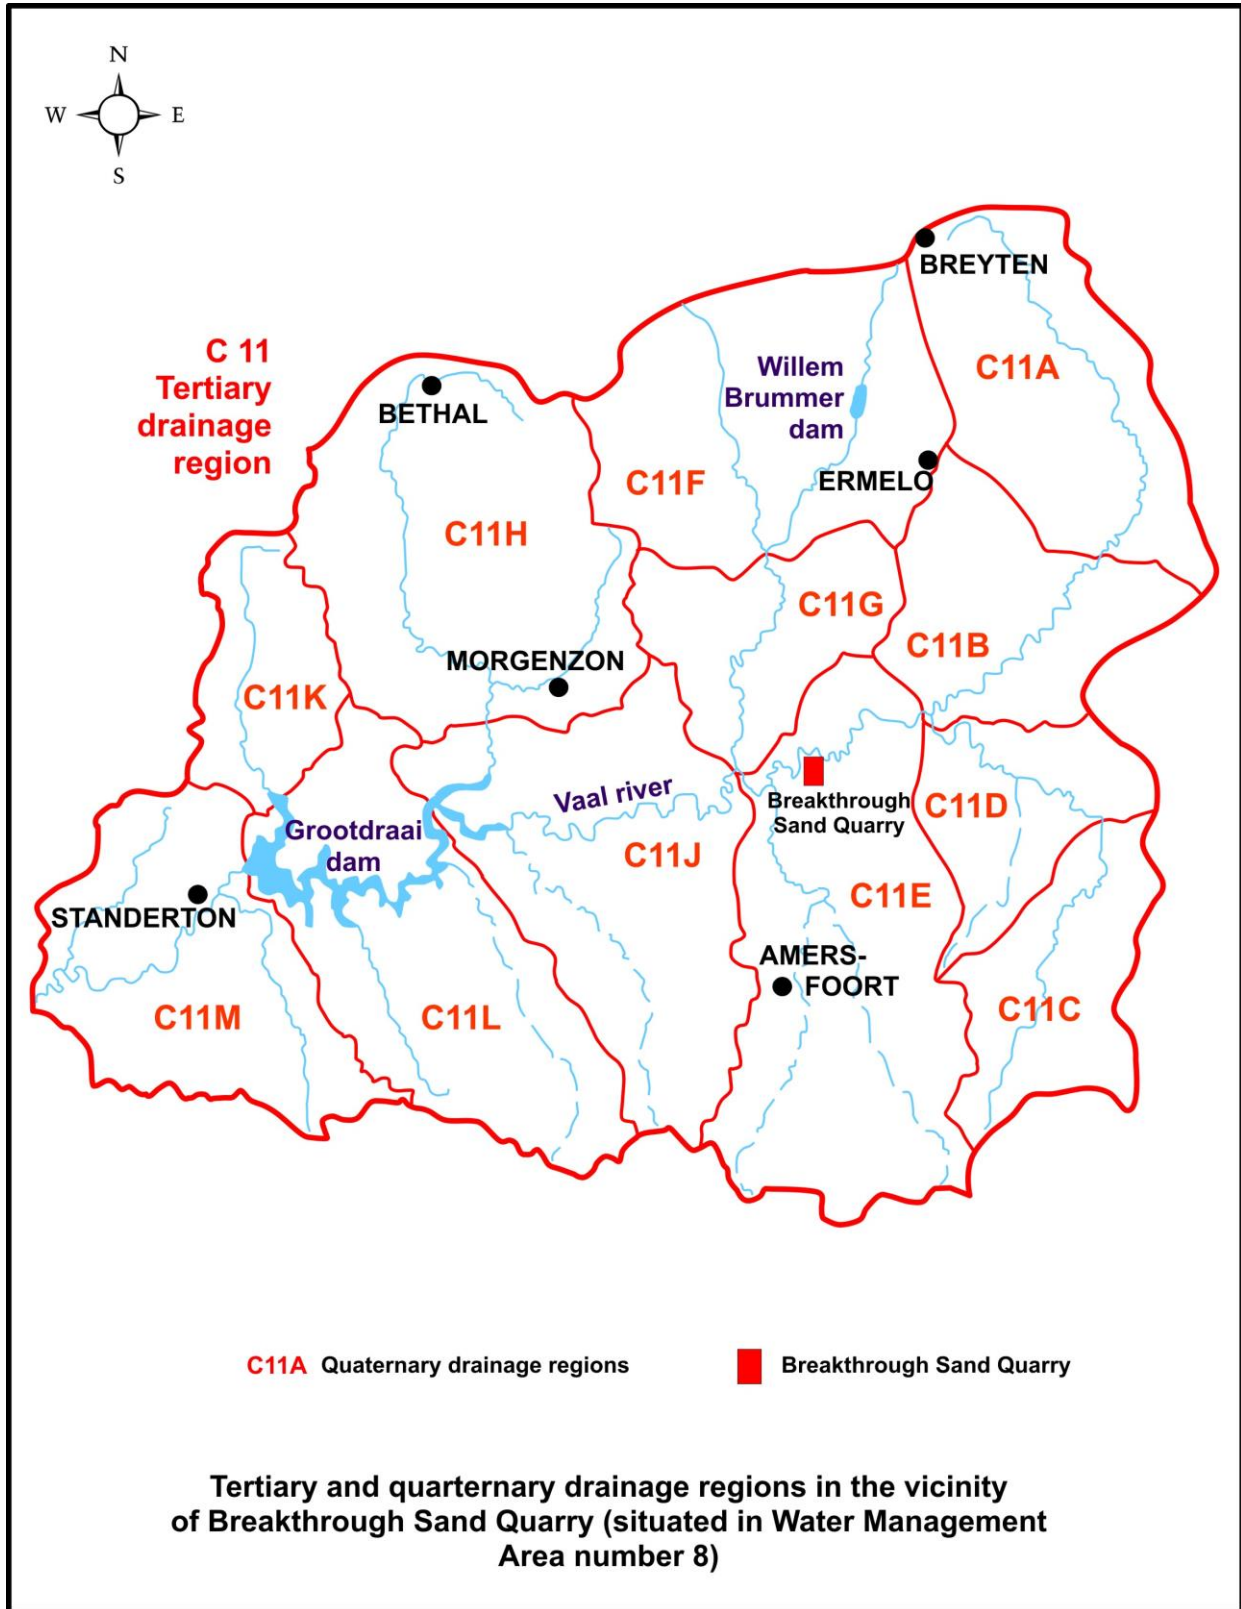 N
W
E
S
BREYTEN
C 11
Tertiary
drainage
region
C11A
Willem
Brummer
dam
BETHAL
C11F
ERMELO
C11H
C11G
C11B
MORGENZON
C11K
Vaal river
Breakthrough
Sand Quarry
C11D
Grootdraai
dam
C11J
C11E
STANDERTON
AMERS-
FOORT
C11M
C11L
C11C
C11A Quaternary drainage regions
Breakthrough Sand Quarry
Tertiary and quarternary drainage regions in the vicinity
of Breakthrough Sand Quarry (situated in Water Management
Area number 8)